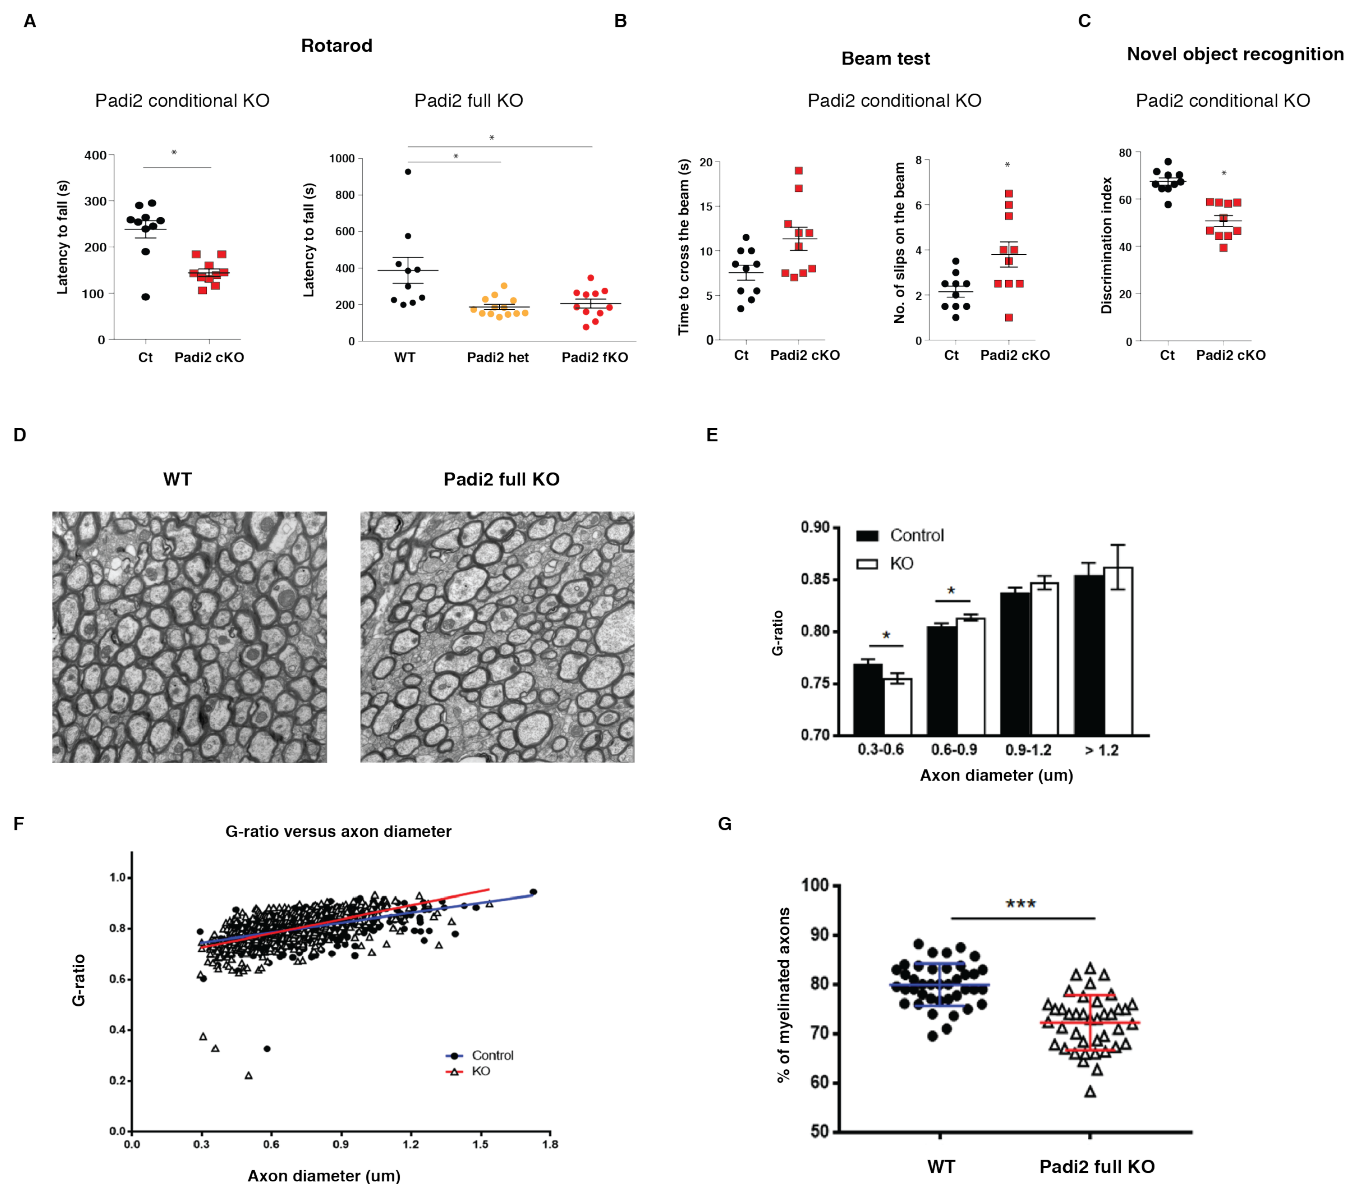 A
Rotarod
Padi2 conditional KO
Padi2 full KO
Latency to fall (s)
400
300
200
100
0
*
Ct
Padi2 cKO
Latency to fall (s)
1000
800
600
400
200
0
*
*
WT
Padi2 het
Padi2 fKO
B
Beam test
Padi2 conditional KO
Time to cross the beam (s)
20
15
10
5
0
Ct
Padi2 cKO
No. of slips on the beam
8
6
4
2
0
*
Ct
Padi2 cKO
C
Novel object recognition
Padi2 conditional KO
Discrimination index
80
60
40
20
0
*
Ct
Padi2 cKO
D
WT
Padi2 full KO
E
G-ratio
0.90
0.85
0.80
0.75
0.70
Control
KO
*
*
0.3-0.6
0.6-0.9
0.9-1.2
> 1.2
Axon diameter (um)
F
G-ratio versus axon diameter
G-ratio
1.0
0.8
0.6
0.4
0.2
0.0
Control
KO
0.0
0.3
0.6
0.9
1.2
1.5
1.8
Axon diameter (um)
G
% of myelinated axons
100
90
80
70
60
50
***
WT
Padi2 full KO